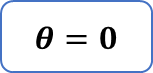 θ = 0